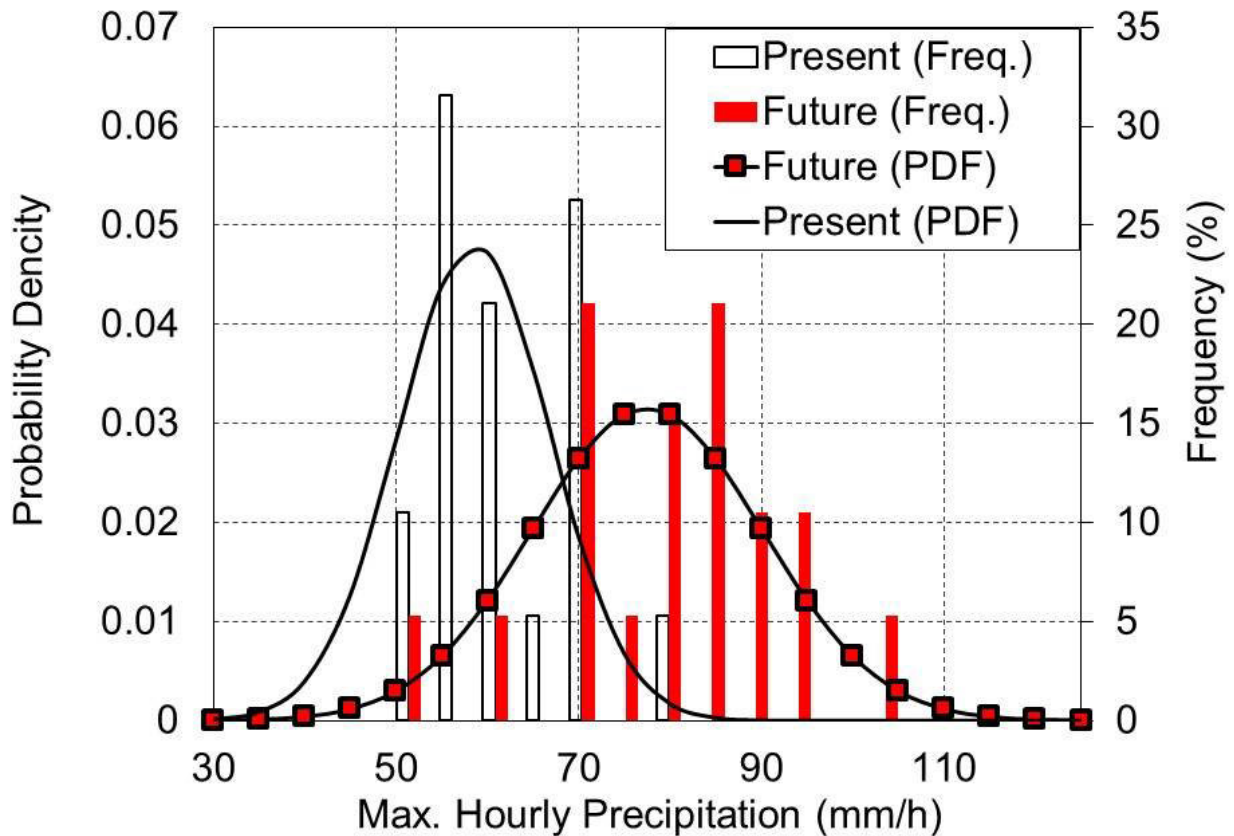 0.07
0.06
0.05
0.04
0.03
0.02
0.01
0
Probability Dencity
35
30
25
20
15
10
5
0
Frequency (%)
Present (Freq.)
Future (Freq.)
Future (PDF)
Present (PDF)
30 50 70 90 110
Max. Hourly Precipitation (mm/h)